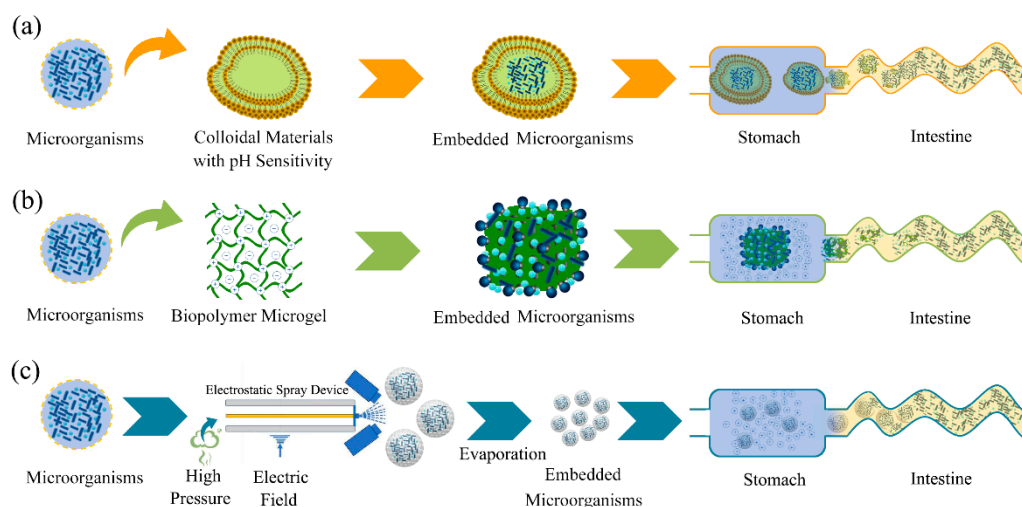 (a)
Microorganisms
Colloidal Materials
with pH Sensitivity
Embedded Microorganisms
Stomach
Intestine
(b)
Microorganisms
Biopolymer Microgel
Embedded Microorganisms
Stomach
Intestine
(c)
Microorganisms
Electrostatic Spray Device
High
Pressure
Electric
Field
Evaporation
Embedded
Microorganisms
Stomach
Intestine